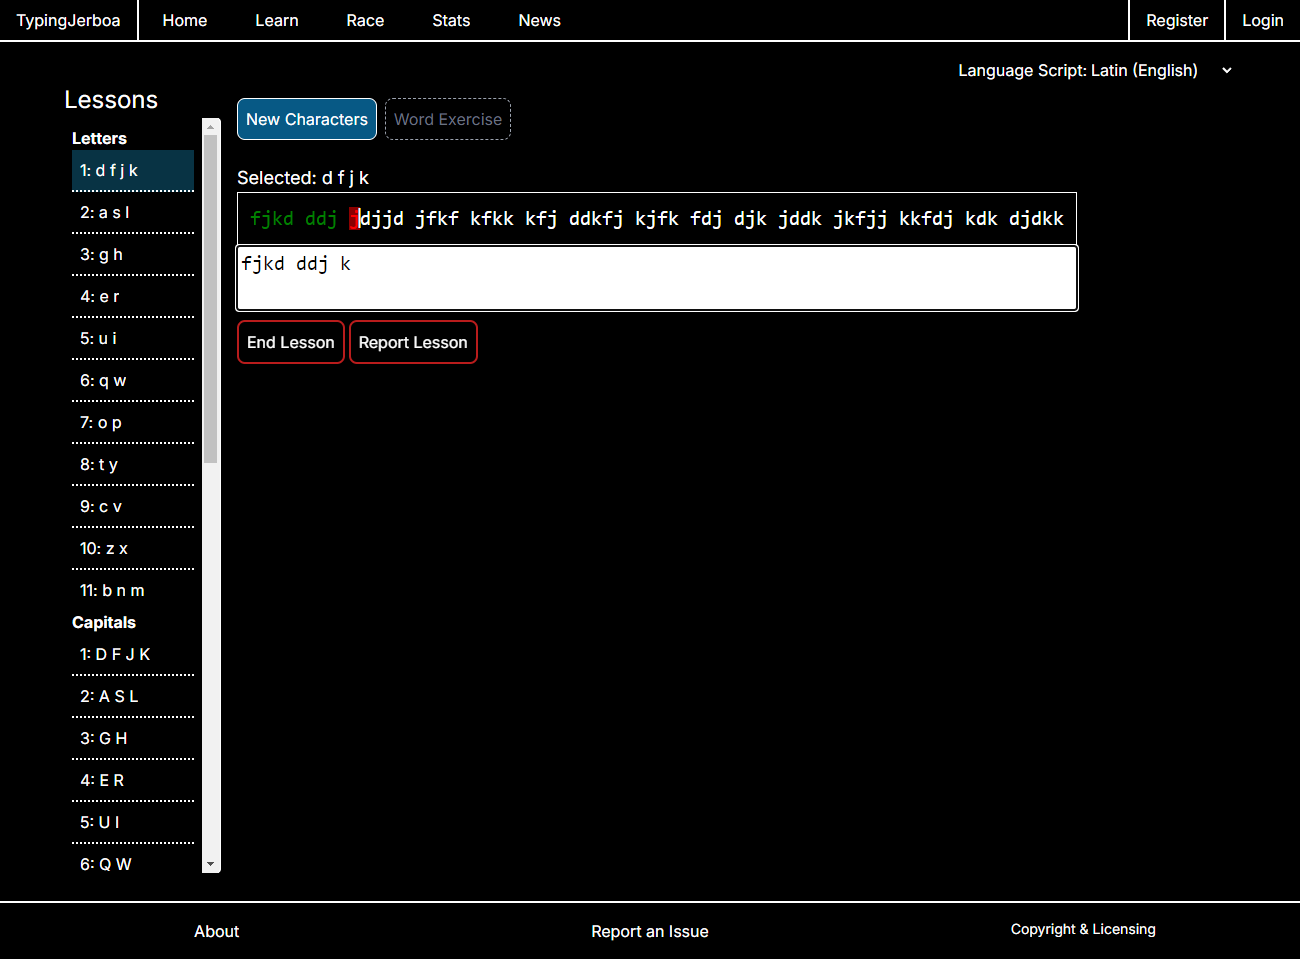 TypingJerboa Home Learn Race Stats News Register Login
Language Script: Latin (English)
Lessons
New Characters Word Exercise
Letters
1: d f j k
2: a s l
3: g h
4: e r
5: u i
6: q w
7: o p
8: t y
9: c v
10: z x
11: b n m
Capitals
1: D F J K
2: A S L
3: G H
4: E R
5: U I
6: Q W
Selected: d f j k
fjkd ddj jdjjd jfkf kfkk kfj ddkfj kjfk fdj djk jddk jkfjj kkfdj kdk djdkk
fjkd ddj k
End Lesson Report Lesson
About Report an Issue Copyright & Licensing